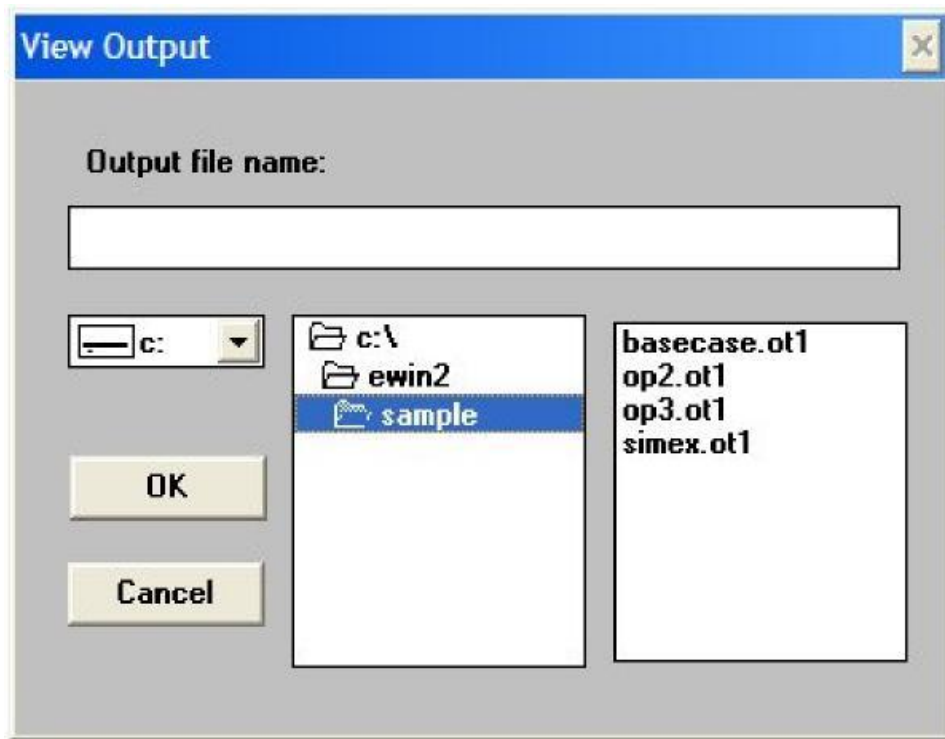 View Output
Output file name:
c:
c:\
ewin2
sample
basecase.ot1
op2.ot1
op3.ot1
simex.ot1
OK
Cancel